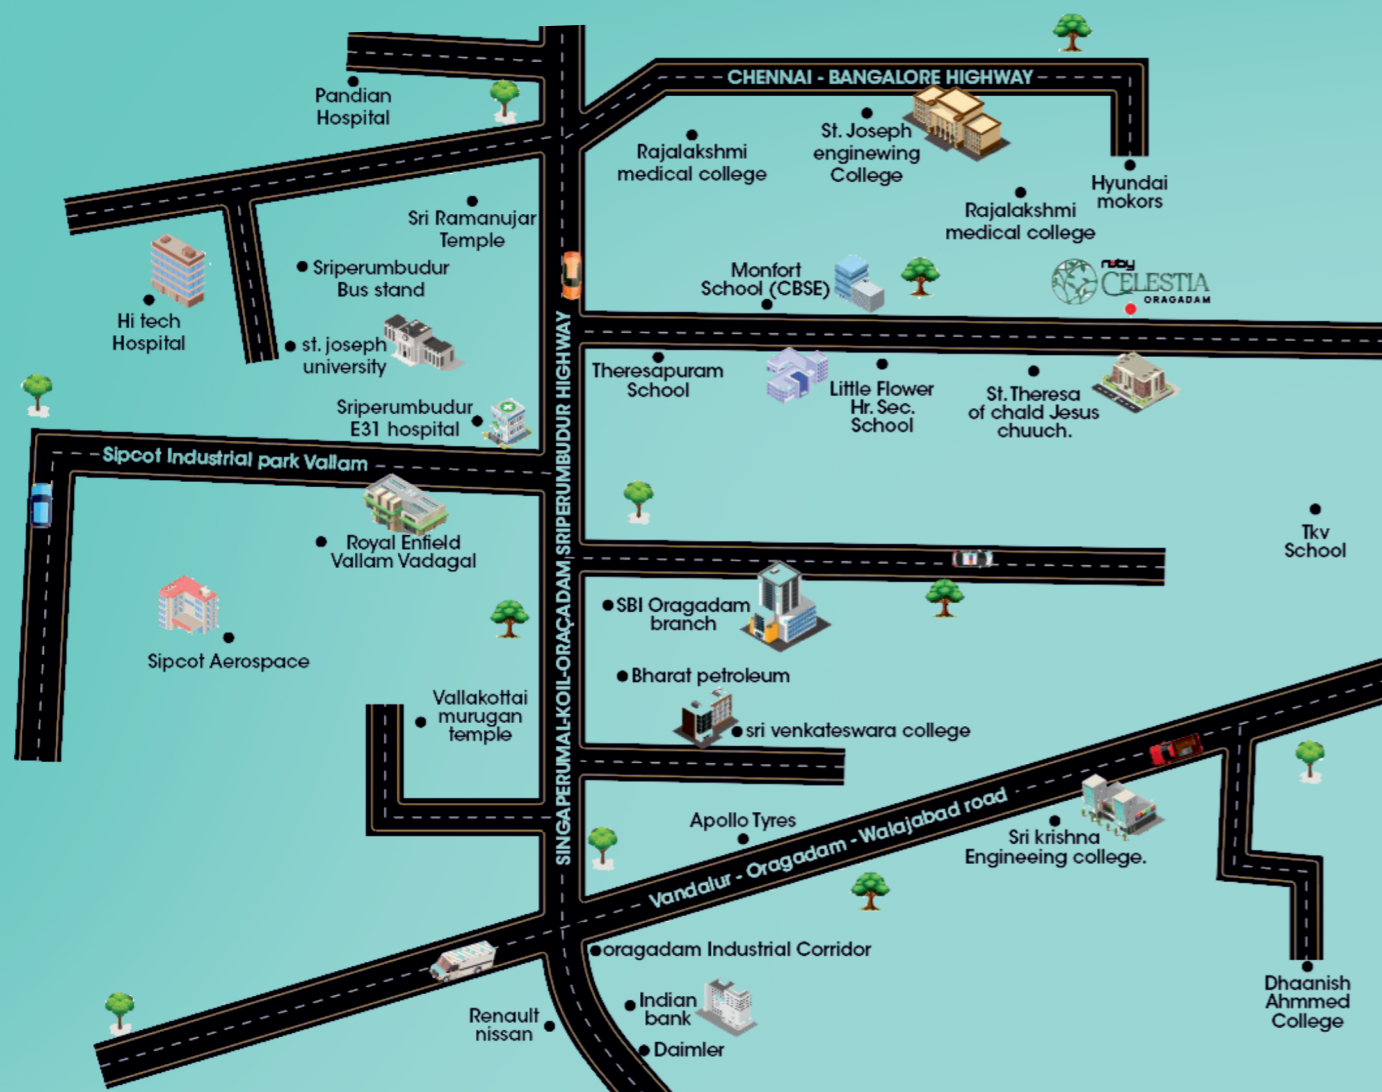 CHENNAI - BANGALORE HIGHWAY
Pandian
Hospital
St. Joseph
enginewing
College
Rajalakshmi
medical college
Hyundai
mokors
Rajalakshmi
medical college
Sri Ramanujar
Temple
Sriperumbudur
Bus stand
Monfort
School (CBSE)
ruby
CELESTIA
ORAGADAM
Hi tech
Hospital
st. joseph
university
Theresapuram
School
Little Flower
Hr. Sec.
School
St. Theresa
of chald Jesus
chuuch.
Sriperumbudur
E31 hospital
Sipcot Industrial park Vallam
SINGAPERUMAL-KOIL-ORAÇADAM SRIPERUMBUDUR HIGHWAY
Royal Enfield
Vallam Vadagal
Tkv
School
SBI Oragadam
branch
Sipcot Aerospace
Bharat petroleum
Vallakottai
murugan
temple
sri venkateswara college
Apollo Tyres
Vandalur - Oragadam - Walajabad road
Sri krishna
Engineeing college.
oragadam Industrial Corridor
Indian
bank
Renault
nissan
Daimler
Dhaanish
Ahmmed
College